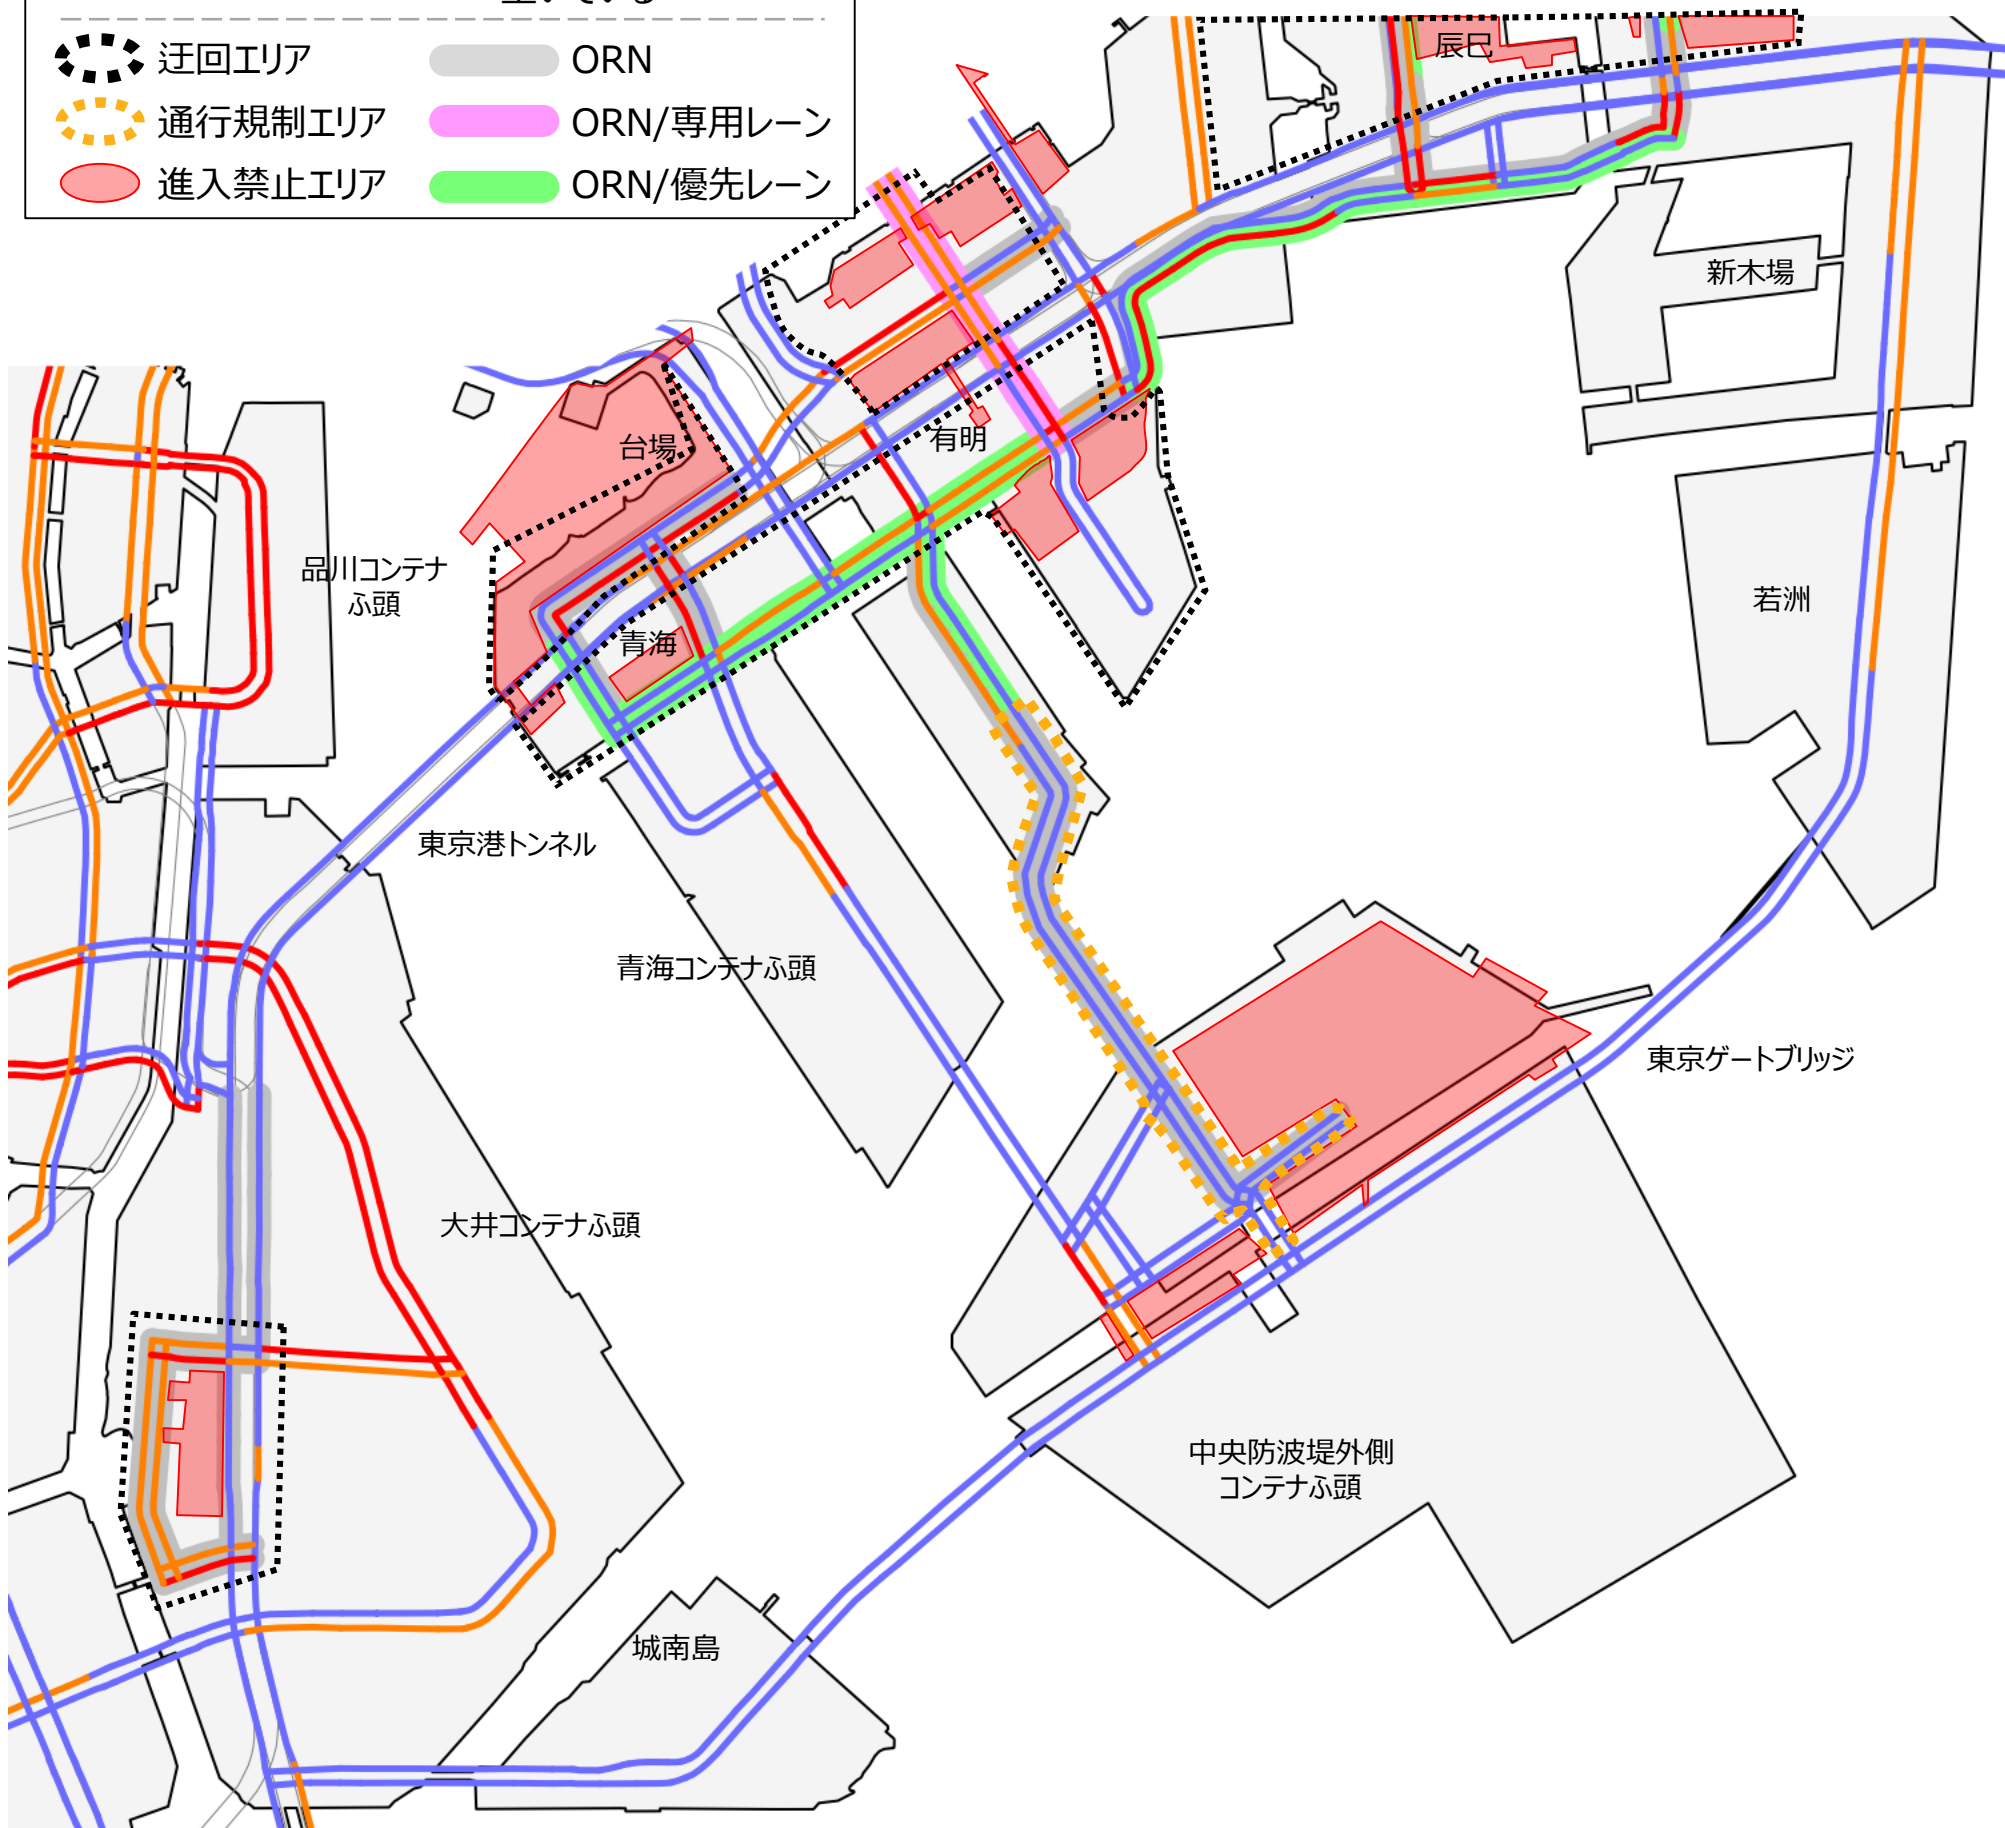 空いている
迂回エリア
ORN
通行規制エリア
ORN/専用レーン
進入禁止エリア
ORN/優先レーン
辰巳
新木場
有明
台場
品川コンテナ
ふ頭
若洲
青海
東京港トンネル
青海コンテナふ頭
東京ゲートブリッジ
大井コンテナふ頭
中央防波堤外側
コンテナふ頭
城南島